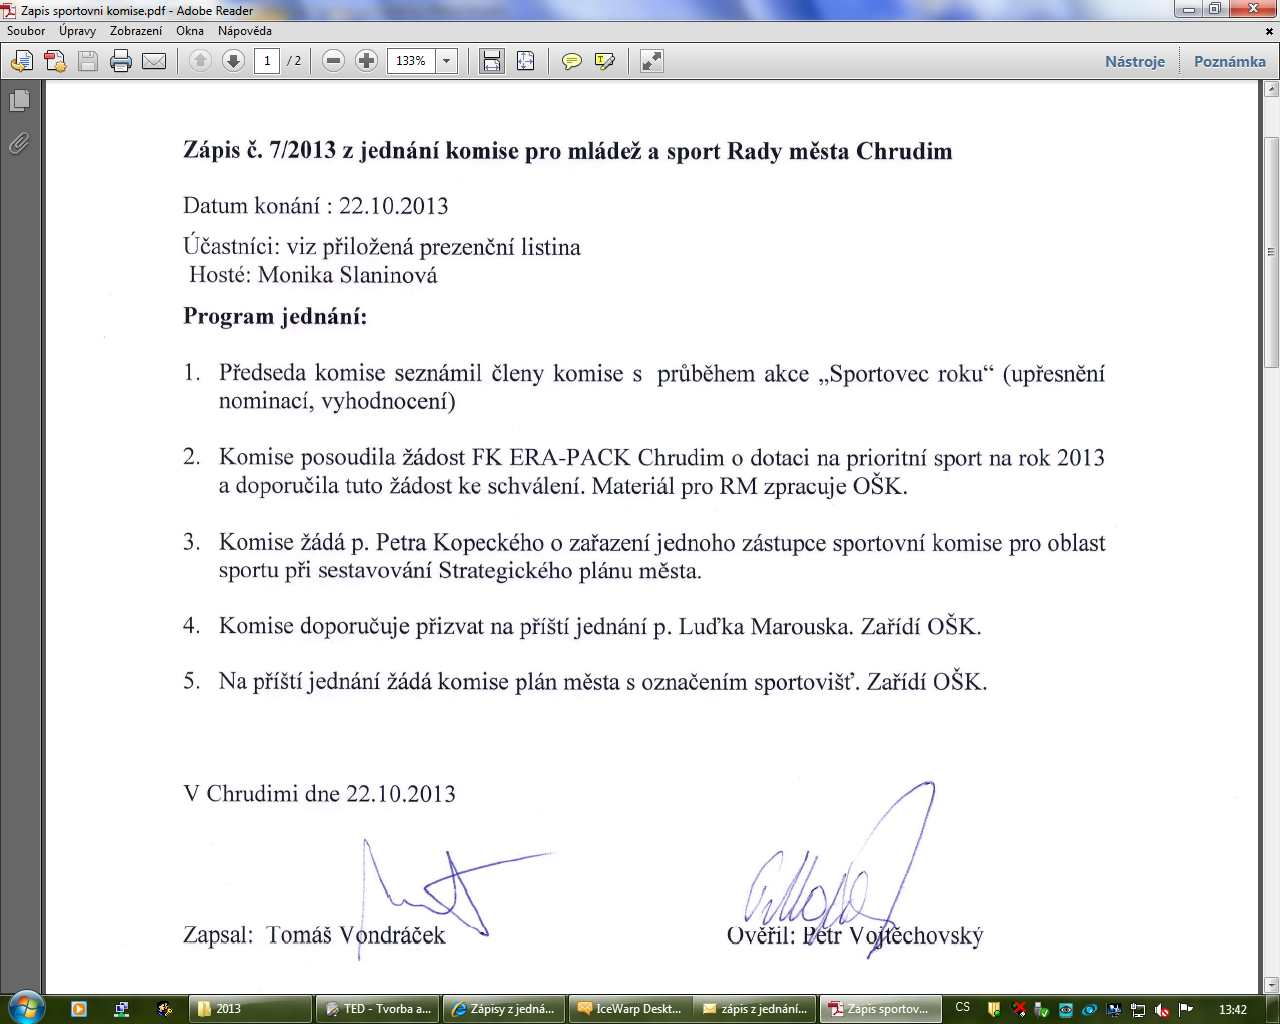 Zapis sportovni komise.pdf - Adobe Reader
Soubor Úpravy Zobrazení Okna Nápověda
1 / 2 133% Nástroje Poznámka
Zápis č. 7/2013 z jednání komise pro mládež a sport Rady města Chrudim
Datum konání : 22.10.2013
Účastníci: viz přiložená prezenční listina
Hosté: Monika Slaninová
Program jednání:
1. Předseda komise seznámil členy komise s průběhem akce „Sportovec roku“ (upřesnění
nominací, vyhodnocení)
2. Komise posoudila žádost FK ERA-PACK Chrudim o dotaci na prioritní sport na rok 2013
a doporučila tuto žádost ke schválení. Materiál pro RM zpracuje OŠK.
3. Komise žádá p. Petra Kopeckého o zařazení jednoho zástupce sportovní komise pro oblast
sportu při sestavování Strategického plánu města.
4. Komise doporučuje přizvat na příští jednání p. Luďka Marouska. Zařídí OŠK.
5. Na příští jednání žádá komise plán města s označením sportovišť. Zařídí OŠK.
V Chrudimi dne 22.10.2013
Zapsal: Tomáš Vondráček Ověřil: Petr Vojtěchovský
2013 TED - Tvorba a... Zápisy z jedná... IceWarp Deskt... zápis z jednání... Zapis sportov... CS 13:42